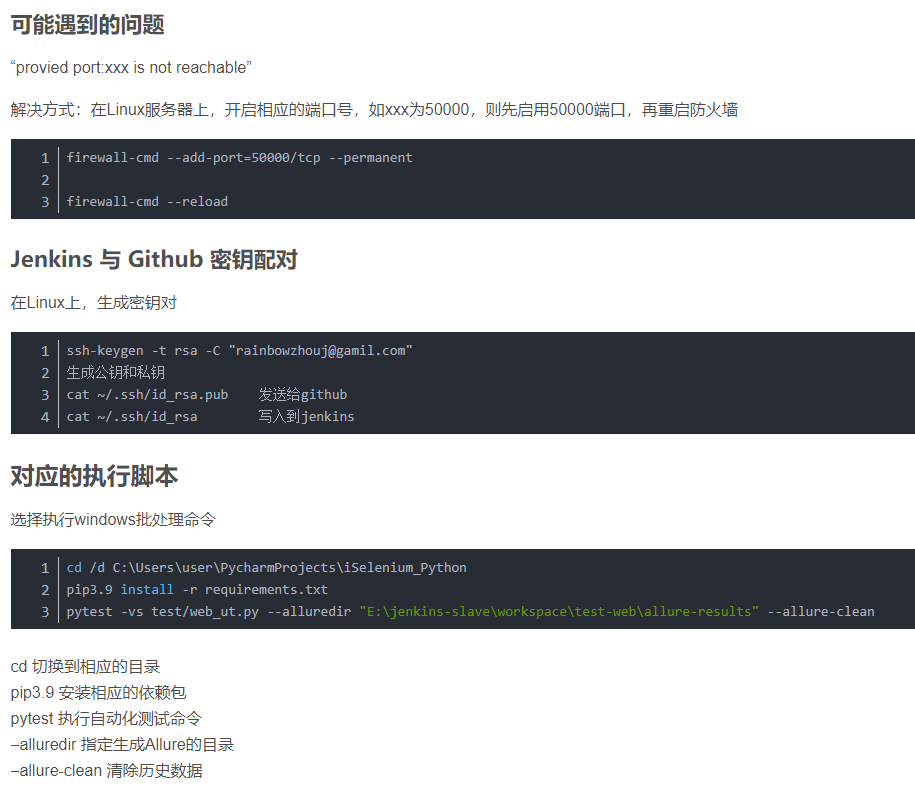 可能遇到的问题
“provied port:xxx is not reachable”
解决方式：在Linux服务器上，开启相应的端口号，如xxx为50000，则先启用50000端口，再重启防火墙
1 firewall-cmd --add-port=50000/tcp --permanent
2
3 firewall-cmd --reload
Jenkins 与 Github 密钥配对
在Linux上，生成密钥对
1 ssh-keygen -t rsa -C "rainbowzhouj@gamil.com"
2 生成公钥和私钥
3 cat ~/.ssh/id_rsa.pub    发送给github
4 cat ~/.ssh/id_rsa        写入到jenkins
对应的执行脚本
选择执行windows批处理命令
1 cd /d C:\Users\user\PycharmProjects\iSelenium_Python
2 pip3.9 install -r requirements.txt
3 pytest -vs test/web_ut.py --alluredir "E:\jenkins-slave\workspace\test-web\allure-results" --allure-clean
cd 切换到相应的目录
pip3.9 安装相应的依赖包
pytest 执行自动化测试命令
–alluredir 指定生成Allure的目录
–allure-clean 清除历史数据